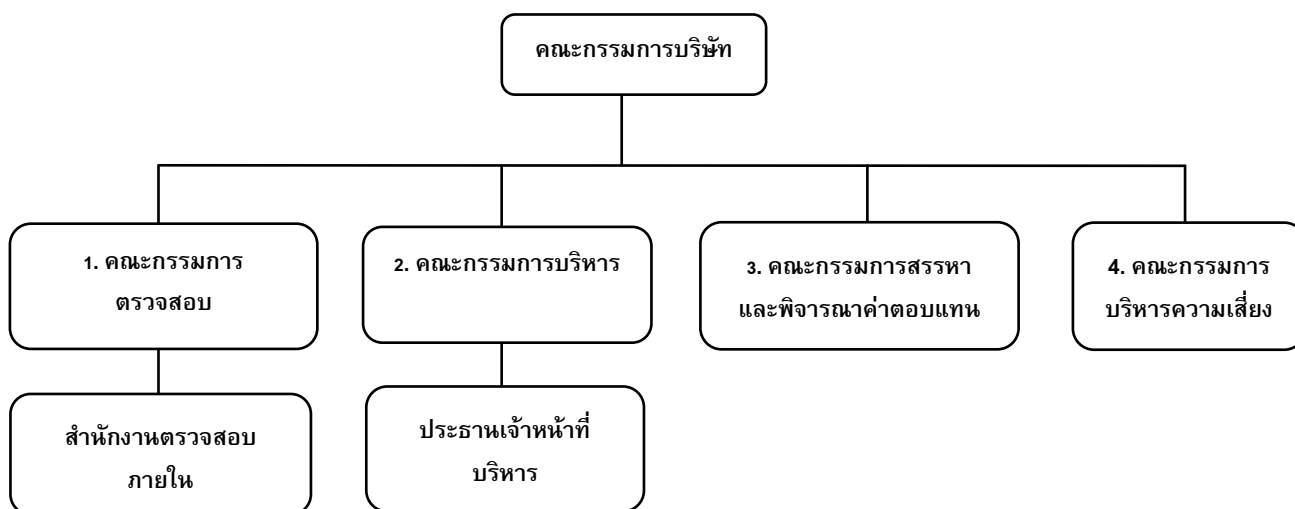 คณะกรรมการบริษัท
1. คณะกรรมการ
ตรวจสอบ
2. คณะกรรมการบริหาร
3. คณะกรรมการสรรหา
และพิจารณาค่าตอบแทน
4. คณะกรรมการ
บริหารความเสี่ยง
สำนักงานตรวจสอบ
ภายใน
ประธานเจ้าหน้าที่
บริหาร